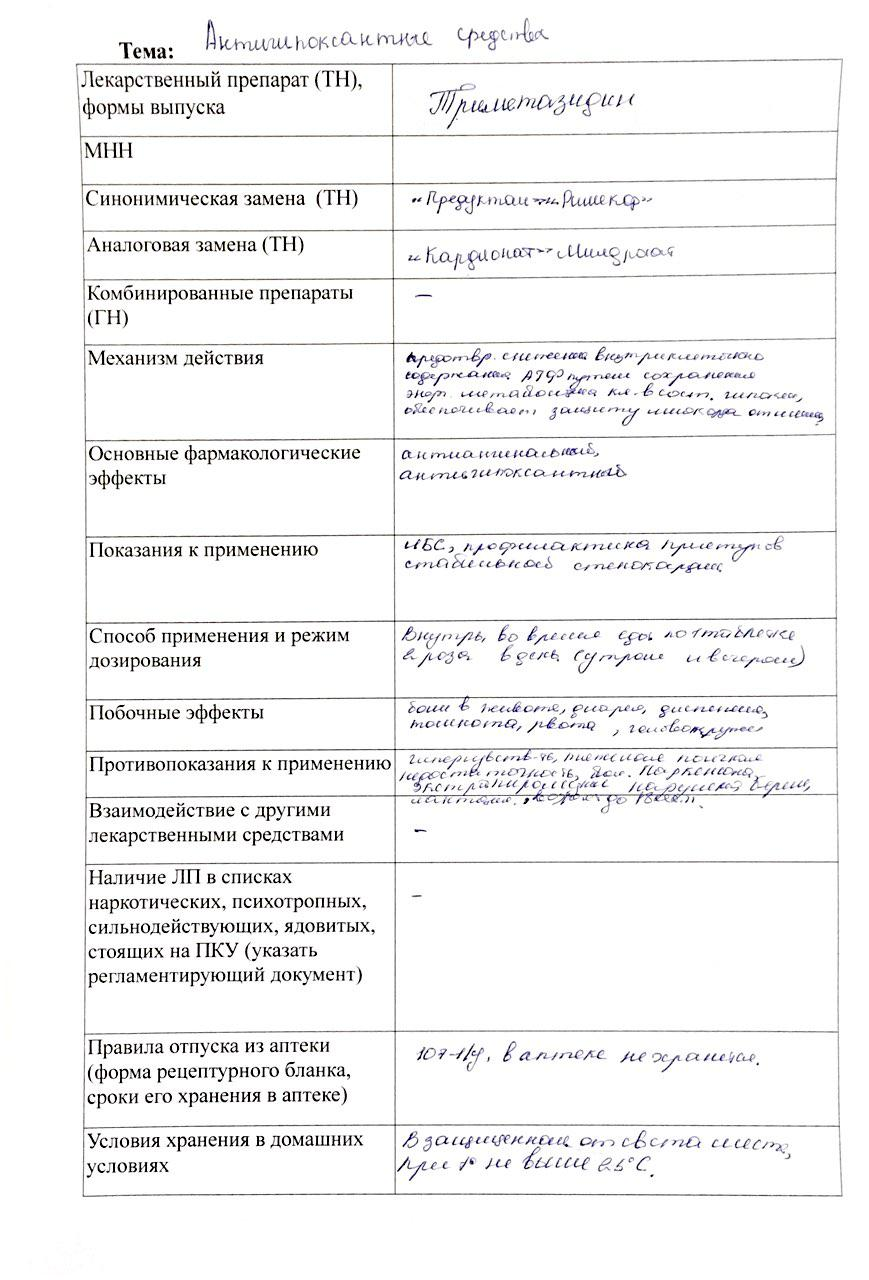 Тема: Антигипоксантные средства
Лекарственный препарат (ТН),
формы выпуска
Триметазидин
МНН
Синонимическая замена (ТН)
"Предуктал" "Римекор"
Аналоговая замена (ТН)
"Кардионат" Милдронат
Комбинированные препараты
(ГН)
–
Механизм действия
предотвр. снижение внутриклеточного
содержания АТФ путем сохранения
энерг. метаболизма кл. в сост. гипоксии,
обеспечивает защиту миокарда от ишемии
Основные фармакологические
эффекты
антиангинальный,
антигипоксантный
Показания к применению
ИБС, профилактика приступов
стабильной стенокардии
Способ применения и режим
дозирования
Внутрь, во время еды по 1 таблетке
2 раза в день (утром и вечером)
Побочные эффекты
боли в животе, диарея, диспепсия,
тошнота, рвота, головокружен
Противопоказания к применению
гиперчувств-ть, тяжелая почечная
недостаточность, бол. Паркинсона,
экстрапирамидные нарушения, берем,
лактация, возраст до 18 лет.
Взаимодействие с другими
лекарственными средствами
–
Наличие ЛП в списках
наркотических, психотропных,
сильнодействующих, ядовитых,
стоящих на ПКУ (указать
регламентирующий документ)
–
Правила отпуска из аптеки
(форма рецептурного бланка,
сроки его хранения в аптеке)
107-1/у, в аптеке не хранится.
Условия хранения в домашних
условиях
В защищенном от света месте,
при t° не выше 25°С.